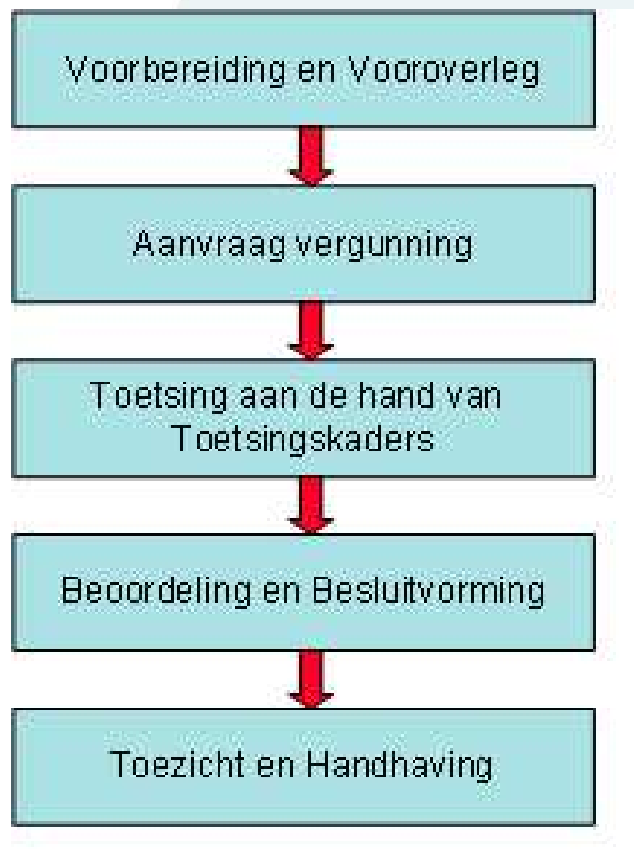 Voorbereiding en Vooroverleg
Aanvraag vergunning
Toetsing aan de hand van
Toetsingskaders
Beoordeling en Besluitvorming
Toezicht en Handhaving